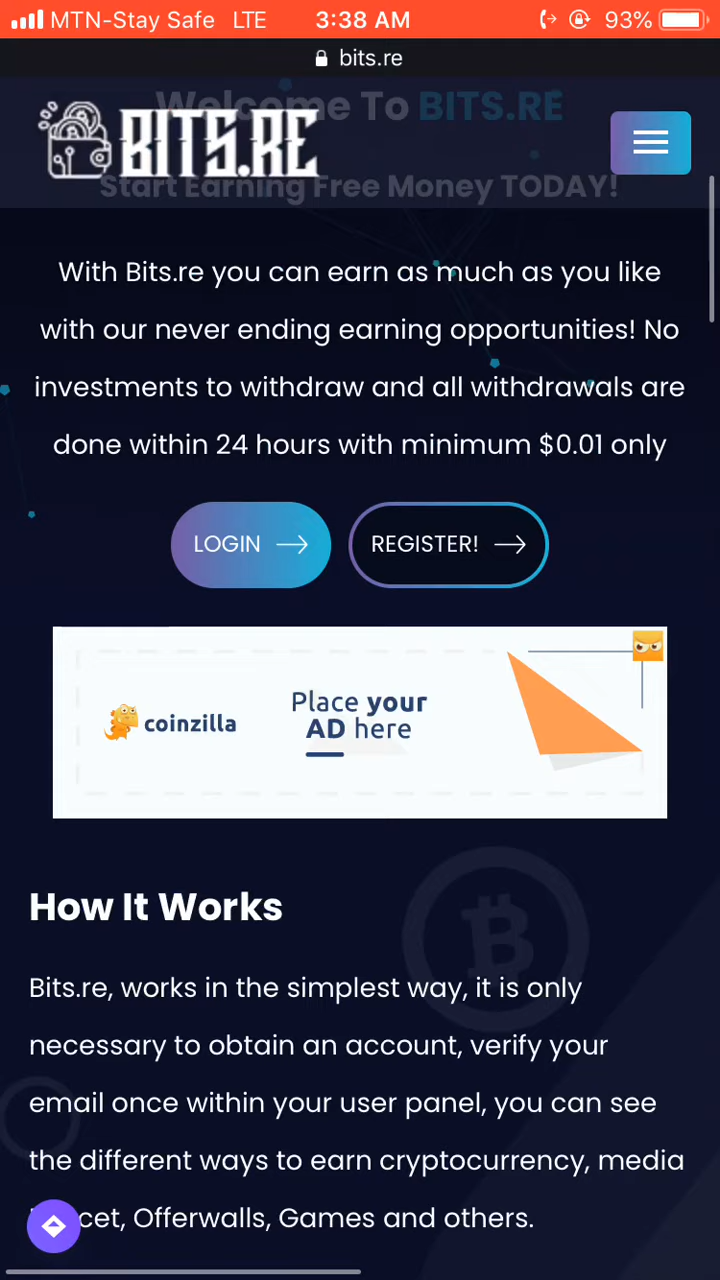 MTN-Stay Safe LTE 3:38 AM 93%
bits.re
Welcome To BITS.RE
BITS.RE
Start Earning Free Money TODAY!
With Bits.re you can earn as much as you like
with our never ending earning opportunities! No
investments to withdraw and all withdrawals are
done within 24 hours with minimum $0.01 only
LOGIN REGISTER!
coinzilla
Place your
AD here
How It Works
Bits.re, works in the simplest way, it is only
necessary to obtain an account, verify your
email once within your user panel, you can see
the different ways to earn cryptocurrency, media
cet, Offerwalls, Games and others.